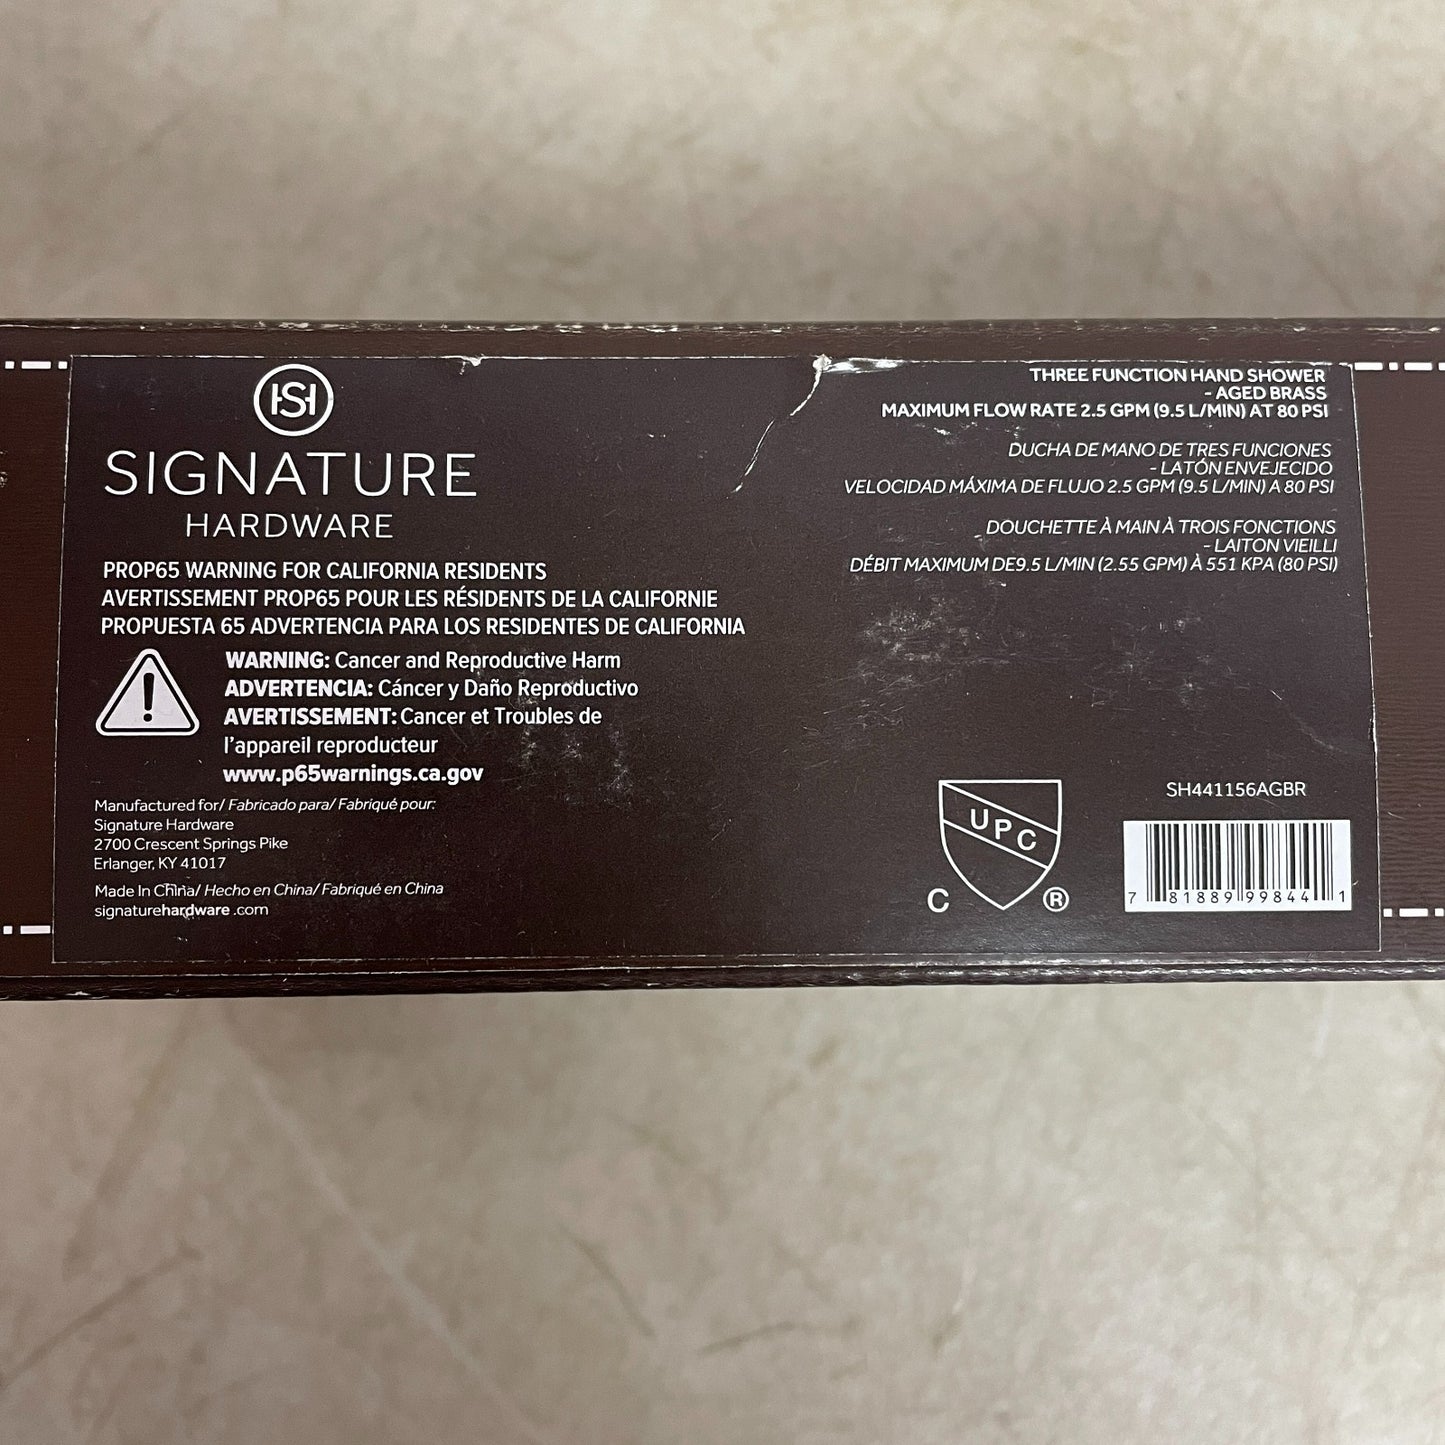 SIGNATURE
HARDWARE
PROP65 WARNING FOR CALIFORNIA RESIDENTS
AVERTISSEMENT PROP65 POUR LES RÉSIDENTS DE LA CALIFORNIE
PROPUESTA 65 ADVERTENCIA PARA LOS RESIDENTES DE CALIFORNIA
WARNING: Cancer and Reproductive Harm
ADVERTENCIA: Cáncer y Daño Reproductivo
AVERTISSEMENT: Cancer et Troubles de
l'appareil reproducteur
www.p65warnings.ca.gov
Manufactured for/ Fabricado para/ Fabriqué pour:
Signature Hardware
2700 Crescent Springs Pike
Erlanger, KY 41017
Made In China/ Hecho en China/ Fabriqué en China
signaturehardware .com
THREE FUNCTION HAND SHOWER
- AGED BRASS
MAXIMUM FLOW RATE 2.5 GPM (9.5 L/MIN) AT 80 PSI
DUCHA DE MANO DE TRES FUNCIONES
- LATÓN ENVEJECIDO
VELOCIDAD MÁXIMA DE FLUJO 2.5 GPM (9.5 L/MIN) A 80 PSI
DOUCHETTE À MAIN À TROIS FONCTIONS
- LAITON VIEILLI
DÉBIT MAXIMUM DE9.5 L/MIN (2.55 GPM) À 551 KPA (80 PSI)
UPC
C ®
SH441156AGBR
7 81889 99844 1